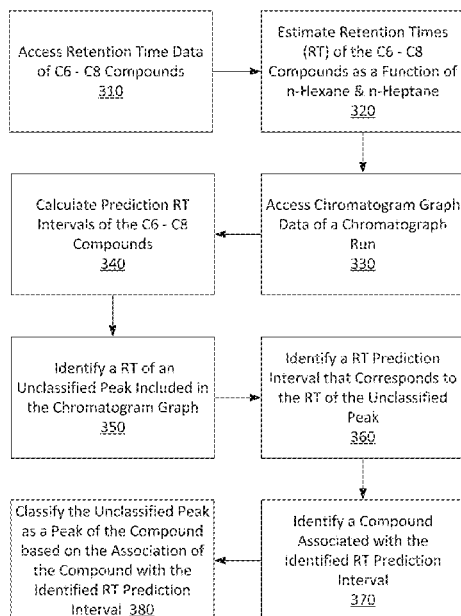 Access Retention Time Data
of C6 - C8 Compounds
310
Estimate Retention Times
(RT) of the C6 - C8
Compounds as a Function of
n-Hexane & n-Heptane
320
Access Chromatogram Graph
Data of a Chromatograph
Run
330
Calculate Prediction RT
Intervals of the C6 - C8
Compounds
340
Identify a RT of an
Unclassified Peak Included in
the Chromatogram Graph
350
Identify a RT Prediction
Interval that Corresponds to
the RT of the Unclassified
Peak
360
Identify a Compound
Associated with the
Identified RT Prediction
Interval
370
Classify the Unclassified Peak
as a Peak of the Compound
based on the Association of
the Compound with the
Identified RT Prediction
Interval 380